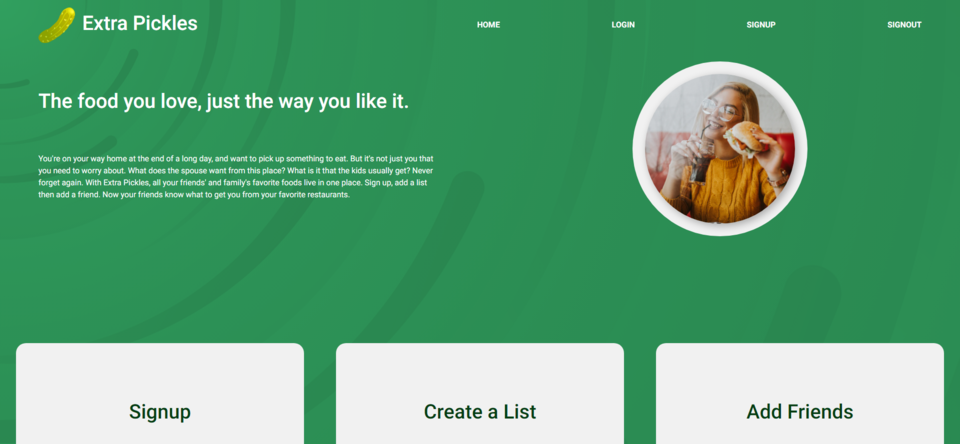 Extra Pickles
HOME LOGIN SIGNUP SIGNOUT
The food you love, just the way you like it.
You're on your way home at the end of a long day, and want to pick up something to eat. But it's not just you that
you need to worry about. What does the spouse want from this place? What is it that the kids usually get? Never
forget again. With Extra Pickles, all your friends' and family's favorite foods live in one place. Sign up, add a list
then add a friend. Now your friends know what to get you from your favorite restaurants.
Signup
Create a List
Add Friends